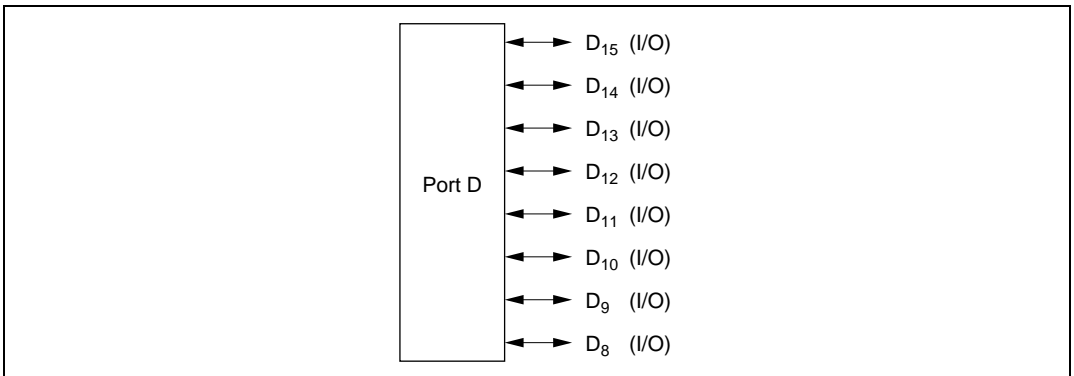 D15 (I/O)
D14 (I/O)
D13 (I/O)
D12 (I/O)
Port D
D11 (I/O)
D10 (I/O)
D9 (I/O)
D8 (I/O)